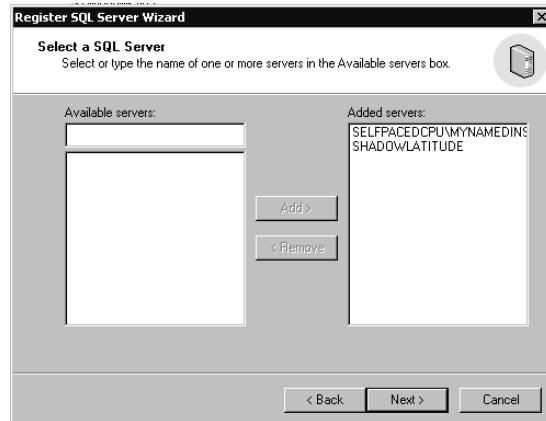 Register SQL Server Wizard
Select a SQL Server
Select or type the name of one or more servers in the Available servers box.
Available servers:
Added servers:
SELFPACEDCPU\MYNAMEDINS
SHADOWLATITUDE
Add >
< Remove
< Back
Next >
Cancel